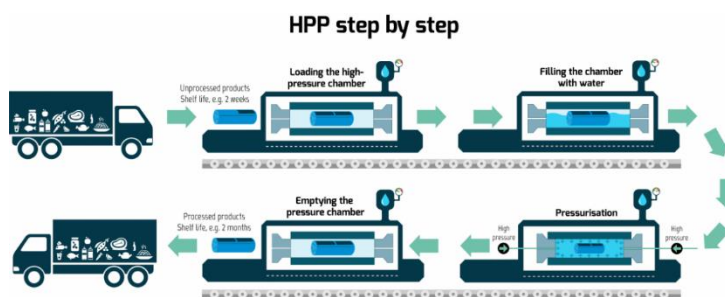 HPP step by step
Unprocessed products
Shelf life, e.g. 2 weeks
Loading the high-
pressure chamber
Filling the chamber
with water
Processed products
Shelf life, e.g. 2 months
Emptying the
pressure chamber
Pressurisation
High
pressure
High
pressure